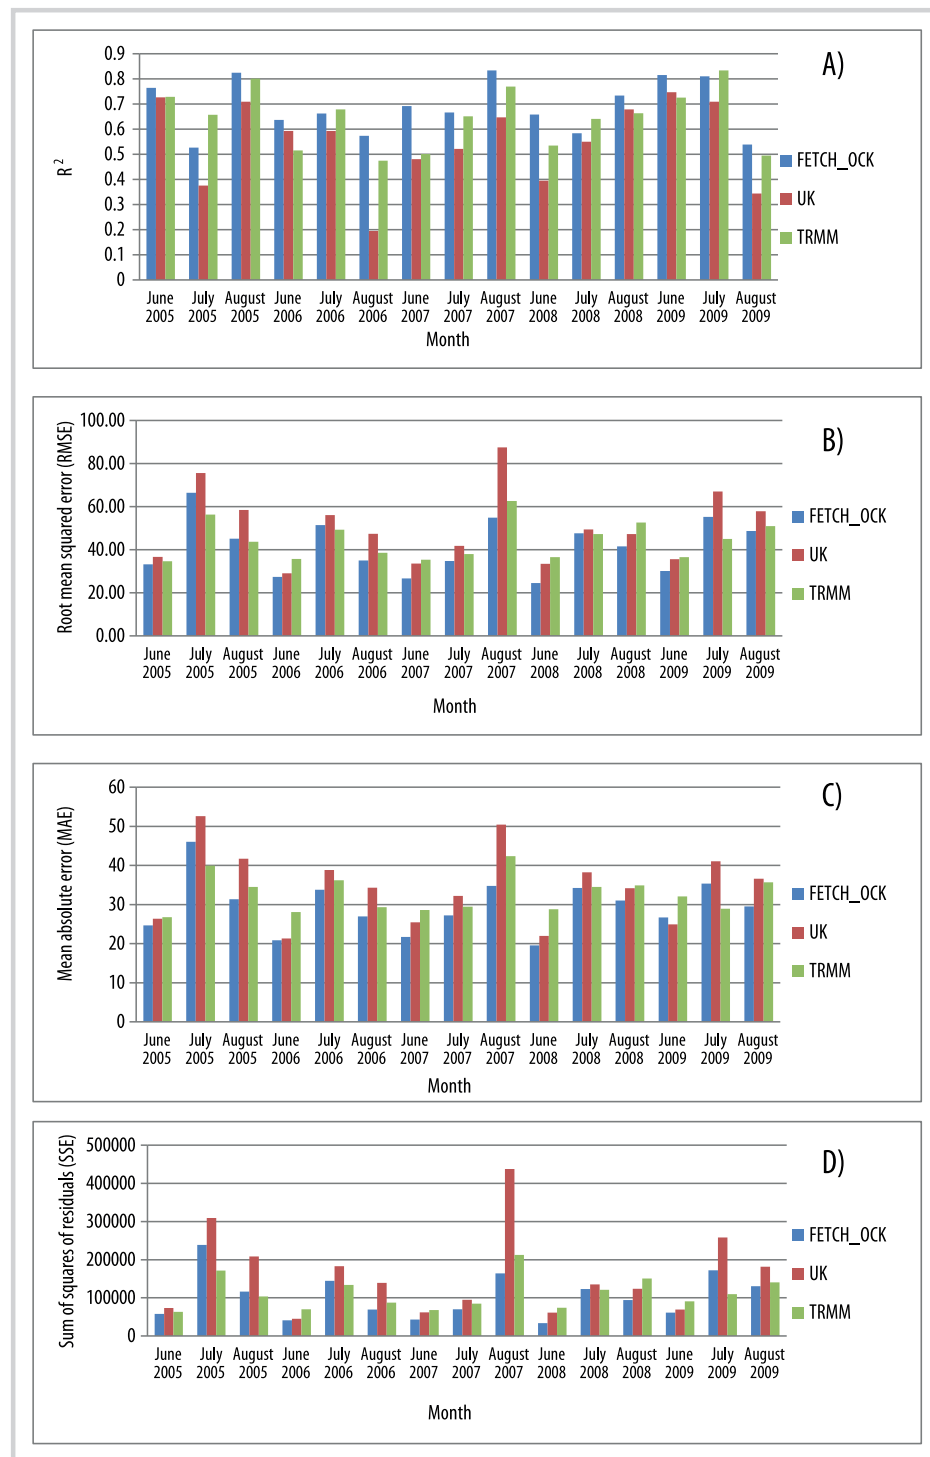 A)
R²
0.9
0.8
0.7
0.6
0.5
0.4
0.3
0.2
0.1
0
June 2005
July 2005
August 2005
June 2006
July 2006
August 2006
June 2007
July 2007
August 2007
June 2008
July 2008
August 2008
June 2009
July 2009
August 2009
Month
FETCH_OCK
UK
TRMM
B)
Root mean squared error (RMSE)
100.00
80.00
60.00
40.00
20.00
0.00
June 2005
July 2005
August 2005
June 2006
July 2006
August 2006
June 2007
July 2007
August 2007
June 2008
July 2008
August 2008
June 2009
July 2009
August 2009
Month
FETCH_OCK
UK
TRMM
C)
Mean absolute error (MAE)
60
50
40
30
20
10
0
June 2005
July 2005
August 2005
June 2006
July 2006
August 2006
June 2007
July 2007
August 2007
June 2008
July 2008
August 2008
June 2009
July 2009
August 2009
Month
FETCH_OCK
UK
TRMM
D)
Sum of squares of residuals (SSE)
500000
400000
300000
200000
100000
0
June 2005
July 2005
August 2005
June 2006
July 2006
August 2006
June 2007
July 2007
August 2007
June 2008
July 2008
August 2008
June 2009
July 2009
August 2009
Month
FETCH_OCK
UK
TRMM